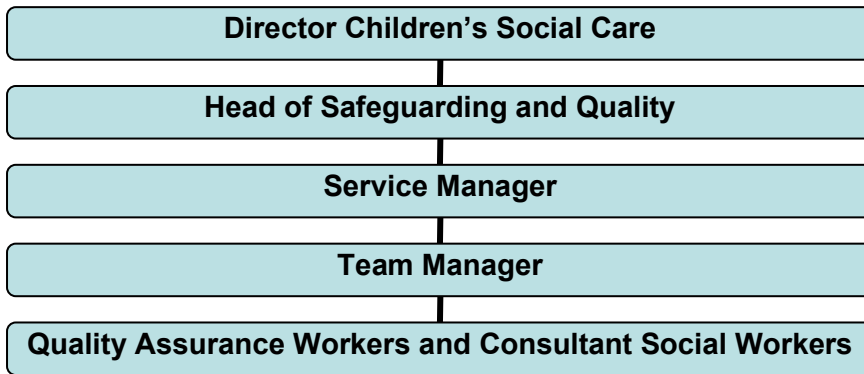 Director Children's Social Care
Head of Safeguarding and Quality
Service Manager
Team Manager
Quality Assurance Workers and Consultant Social Workers